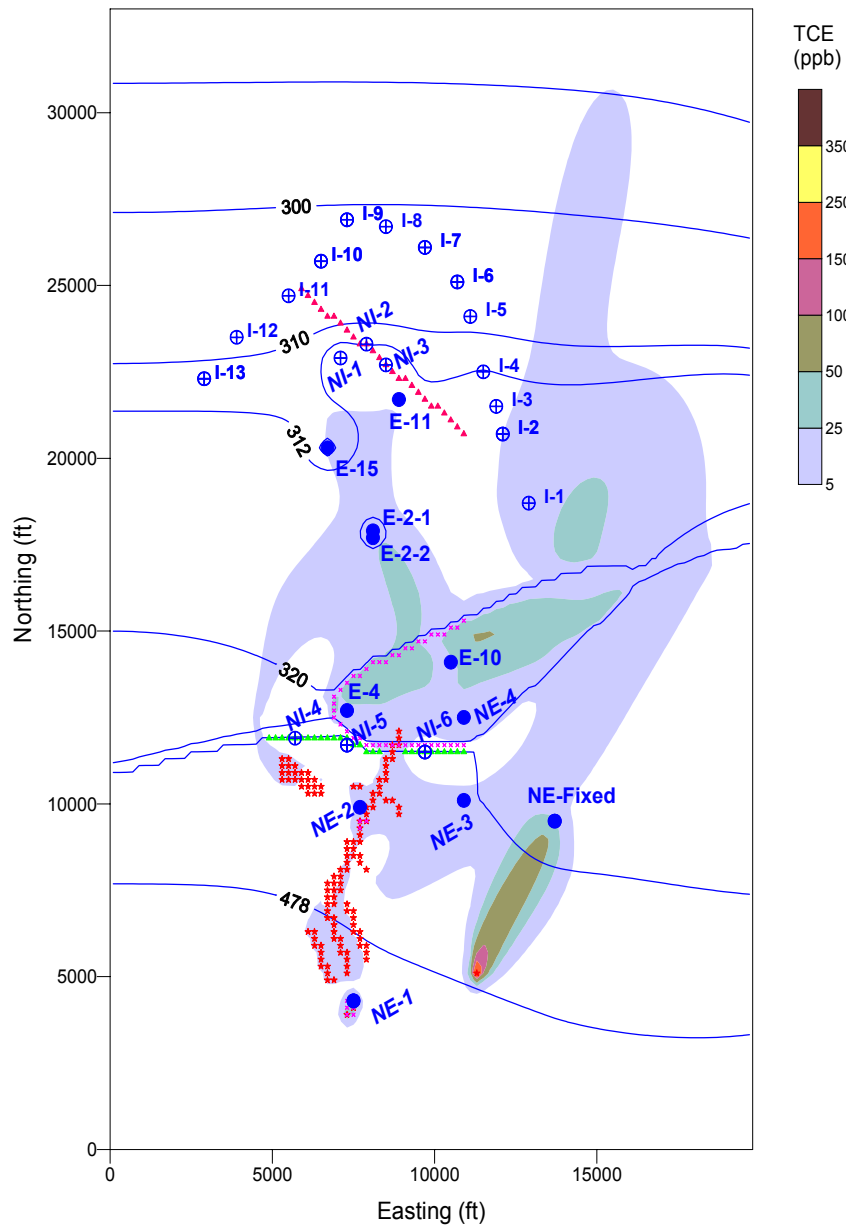 TCE
(ppb)
350
250
150
100
50
25
5
30000
25000
20000
15000
10000
5000
0
Northing (ft)
300
I-9
I-8
I-7
I-10
I-6
I-11
I-5
NI-2
I-12
310
NI-3
I-4
NI-1
I-13
I-3
E-11
I-2
312
E-15
I-1
E-2-1
E-2-2
E-10
320
E-4
NE-4
NI-4
NI-5
NI-6
NE-Fixed
NE-2
NE-3
478
NE-1
0
5000
10000
15000
Easting (ft)